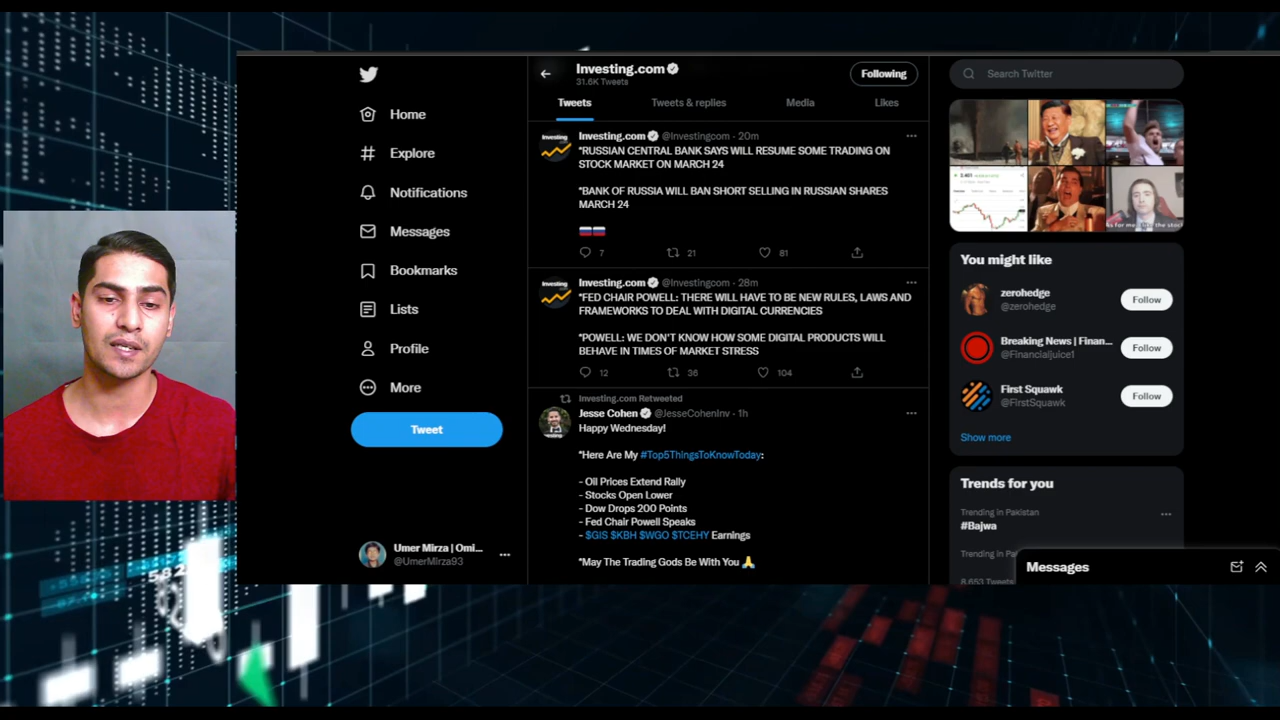 Home
Explore
Notifications
Messages
Bookmarks
Lists
Profile
More
Tweet
Umer Mirza | Omi...
@UmerMirza93
Investing.com
31.6K Tweets
Following
Tweets
Tweets & replies
Media
Likes
Investing.com @Investingcom · 20m
*RUSSIAN CENTRAL BANK SAYS WILL RESUME SOME TRADING ON
STOCK MARKET ON MARCH 24
*BANK OF RUSSIA WILL BAN SHORT SELLING IN RUSSIAN SHARES
MARCH 24
7 21 81
Investing.com @Investingcom · 28m
*FED CHAIR POWELL: THERE WILL HAVE TO BE NEW RULES, LAWS AND
FRAMEWORKS TO DEAL WITH DIGITAL CURRENCIES
*POWELL: WE DON'T KNOW HOW SOME DIGITAL PRODUCTS WILL
BEHAVE IN TIMES OF MARKET STRESS
12 36 104
Investing.com Retweeted
Jesse Cohen @JesseCohenInv · 1h
Happy Wednesday!
*Here Are My #Top5ThingsToKnowToday:
- Oil Prices Extend Rally
- Stocks Open Lower
- Dow Drops 200 Points
- Fed Chair Powell Speaks
- $GIS $KBH $WGO $TCEHY Earnings
*May The Trading Gods Be With You 🙏
Search Twitter
You might like
zerohedge
@zerohedge
Follow
Breaking News | Finan...
@Financialjuice1
Follow
First Squawk
@FirstSquawk
Follow
Show more
Trends for you
Trending in Pakistan
#Bajwa
Trending in Pa
8,653 Tweets
Messages